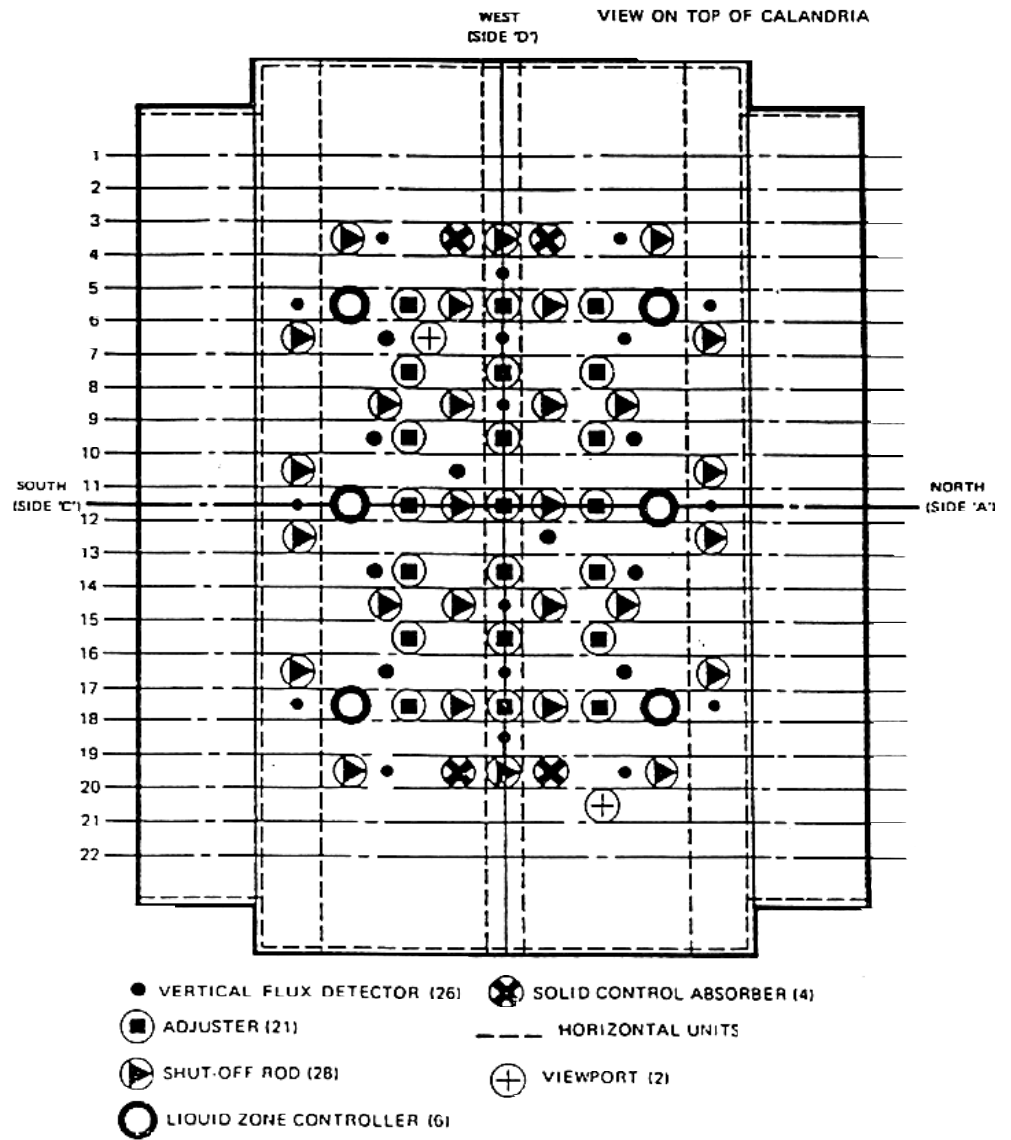 WEST
(SIDE 'D')
VIEW ON TOP OF CALANDRIA
1
2
3
4
5
6
7
8
9
10
11
SOUTH
(SIDE 'C')
NORTH
(SIDE 'A')
12
13
14
15
16
17
18
19
20
21
22
VERTICAL FLUX DETECTOR (26)
SOLID CONTROL ABSORBER (4)
ADJUSTER (21)
HORIZONTAL UNITS
SHUT-OFF ROD (28)
VIEWPORT (2)
LIQUID ZONE CONTROLLER (6)